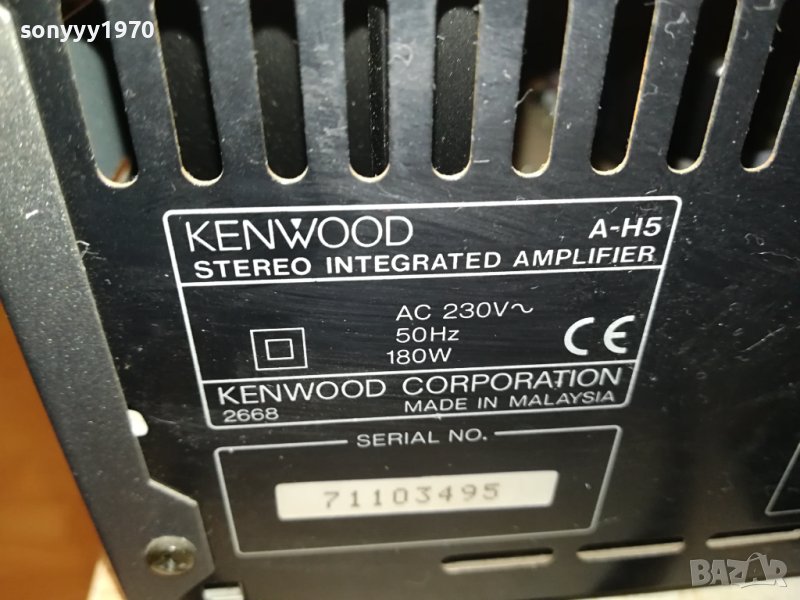 sonyyy1970
KENWOOD A-H5
STEREO INTEGRATED AMPLIFIER
AC 230V~
50Hz
180W
CE
KENWOOD CORPORATION
2668 MADE IN MALAYSIA
SERIAL NO.
71103495
BAZAR